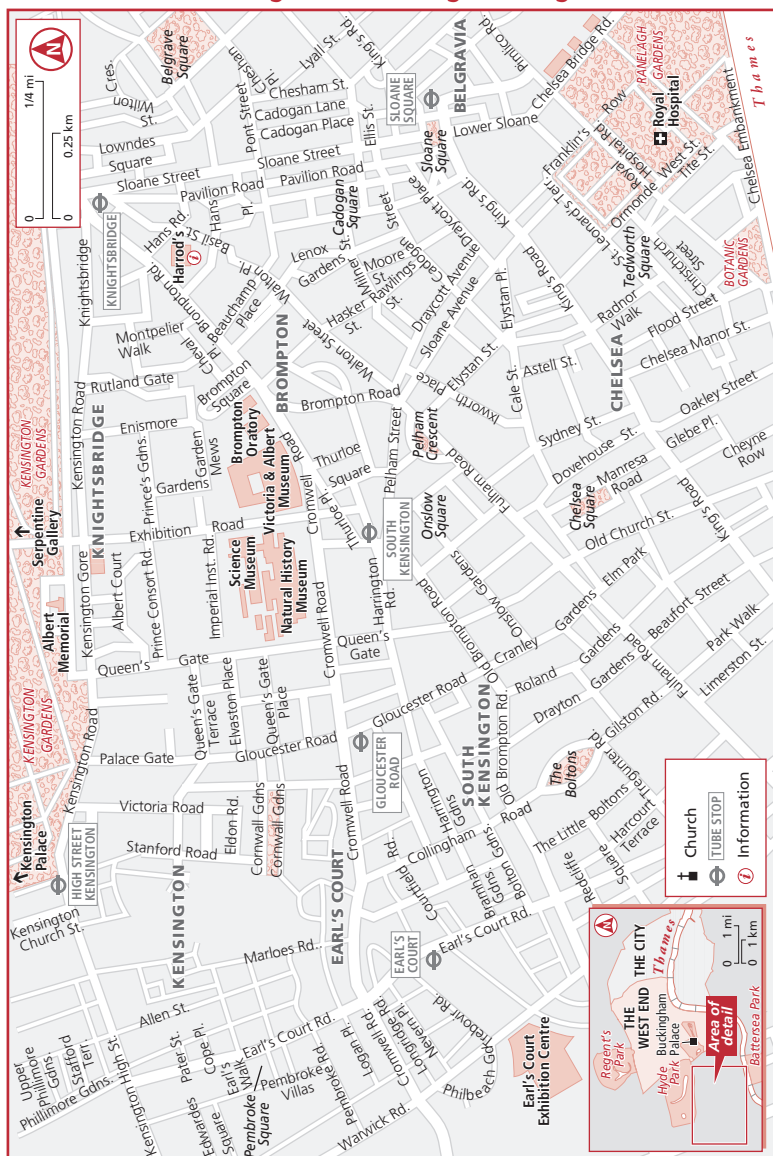 Upper
Phillimore
Gdns.
Phillimore Gdns.
Stafford
Terr.
Kensington High St.
Kensington
Church St.
HIGH STREET
KENSINGTON
Kensington
Palace
KENSINGTON
GARDENS
Kensington Road
Albert
Memorial
Kensington Gore
Serpentine
Gallery
KENSINGTON
GARDENS
Kensington Road
KNIGHTSBRIDGE
Knightsbridge
KNIGHTSBRIDGE
0
1/4 mi
0
0.25 km
N
Allen St.
Pater St.
Cope Pl.
Edwardes
Square
Earl's
Walk
Pembroke
Square
Pembroke
Villas
Earl's Court Rd.
Pembroke Rd.
Logan Pl.
Cromwell Rd.
Longridge Rd.
Nevern Pl.
Trebovir Rd.
Philbeach Gdns.
Warwick Rd.
Earl's Court
Exhibition Centre
KENSINGTON
Marloes Rd.
EARL'S COURT
EARL'S
COURT
Earl's Court Rd.
Stanford Road
Victoria Road
Eldon Rd.
Cornwall Gdns
Cornwall Gdns
Palace Gate
Gloucester Road
Queen's Gate
Terrace
Elvaston Place
Queen's Gate
Place
Queen's
Gate
Queen's
Gate
Albert Court
Prince Consort Rd.
Imperial Inst. Rd.
Exhibition
Road
Prince's Gdns.
Gardens
Garden
Mews
Enismore
Rutland Gate
Montpelier
Walk
Cheval
Pl.
Brompton Rd.
Beauchamp
Place
Brompton
Square
Brompton
Oratory
Victoria & Albert
Museum
Science
Museum
Natural History
Museum
Cromwell Road
Cromwell Road
Cromwell
Road
Thurloe Pl.
Thurloe
Square
Harrington
Rd.
SOUTH
KENSINGTON
GLOUCESTER
ROAD
Gloucester Road
Courtfield
Rd.
Collingham
Road
Harrington
Gdns
Bramhan
Gdns.
Bolton Gdns.
SOUTH
KENSINGTON
Old Brompton Rd.
Old Brompton Road
Onslow
Square
Onslow Gardens
Cranley
Gardens
Roland
Gardens
Drayton
Gardens
Elm Park
The
Boltons
The Little Boltons
Tregunter Rd.
Gilston Rd.
Harcourt
Terrace
Redcliffe
Square
Fulham Road
Fulham Road
Limerston St.
Park Walk
Beaufort Street
Old Church St.
Chelsea
Square
Manresa
Road
Dovehouse St.
Sydney St.
King's Road
Glebe Pl.
Cheyne
Row
Oakley Street
Chelsea Manor St.
Flood Street
CHELSEA
Radnor
Walk
Astell St.
Cale St.
Ixworth
Place
Elystan St.
Elystan Pl.
Pelham
Crescent
Pelham Street
Brompton Road
BROMPTON
Walton Street
Walton Pl.
Hasker
St.
Lenox
Gardens
Milner
St.
Moore
St.
Rawlings
St.
Cadogan
Street
Draycott Avenue
Sloane Avenue
Draycott Place
King's Road
King's Rd.
Harrod's
Hans Rd.
Basil St.
Hans
Pl.
Pavilion Road
Pavilion Road
Sloane Street
Sloane Street
Cadogan
Square
Lowndes
Square
Wilton
Cres.
St.
Belgrave
Square
Chesham
Pl.
Pont Street
Chesham St.
Cadogan Lane
Cadogan Place
Lyall St.
King's Rd.
Ellis St.
SLOANE
SQUARE
Sloane
Square
BELGRAVIA
Pimlico Rd.
Lower Sloane
Chelsea Bridge Rd.
RANELAGH
GARDENS
Royal
Hospital
Franklin's
Row
Royal
Hospital Rd.
St. Leonard's Terr.
Ormonde
West St.
Tite St.
Tedworth
Square
Christchurch
Street
BOTANIC
GARDENS
Chelsea Embankment
Thames
Church
TUBE STOP
i Information
Regent's
Park
THE
WEST END
THE CITY
Hyde
Park
Buckingham
Palace
Thames
Area of
detail
Battersea Park
0
1 mi
0
1 km
N